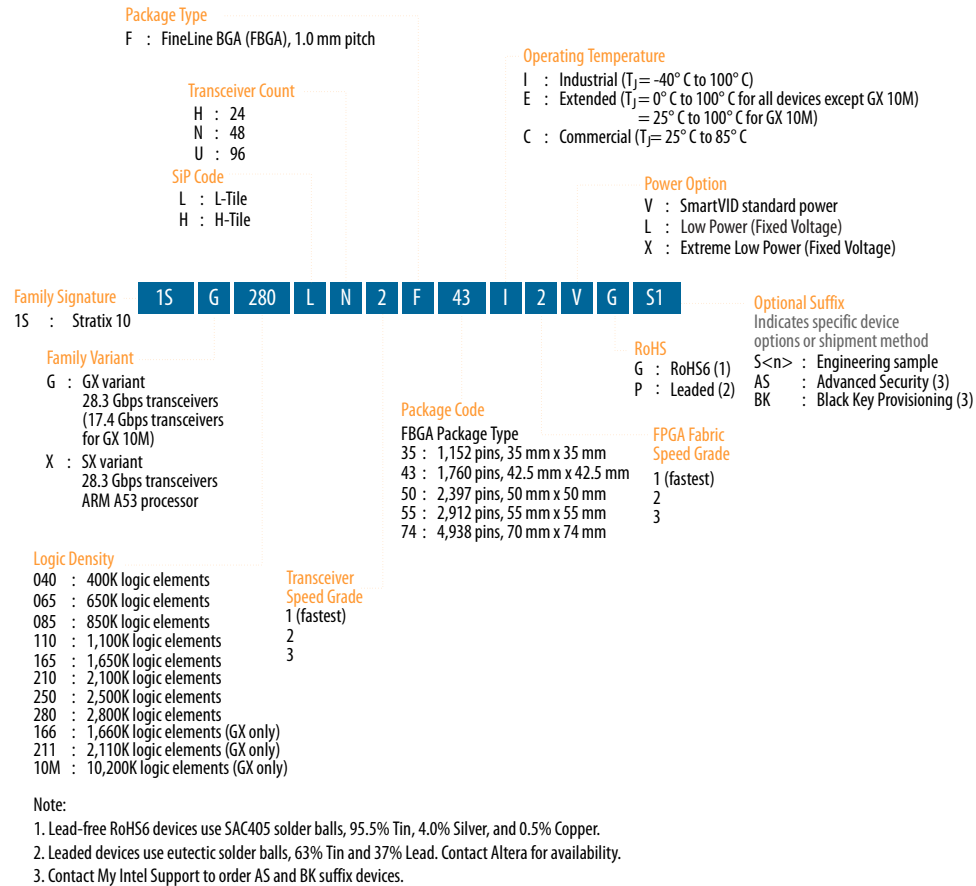 Package Type
F : FineLine BGA (FBGA), 1.0 mm pitch
Operating Temperature
I : Industrial (TJ = -40° C to 100° C)
E : Extended (TJ = 0° C to 100° C for all devices except GX 10M)
= 25° C to 100° C for GX 10M)
C : Commercial (TJ = 25° C to 85° C
Transceiver Count
H : 24
N : 48
U : 96
SiP Code
L : L-Tile
H : H-Tile
Power Option
V : SmartVID standard power
L : Low Power (Fixed Voltage)
X : Extreme Low Power (Fixed Voltage)
1S G 280 L N 2 F 43 I 2 V G S1
Family Signature
1S : Stratix 10
Family Variant
G : GX variant
28.3 Gbps transceivers
(17.4 Gbps transceivers
for GX 10M)
X : SX variant
28.3 Gbps transceivers
ARM A53 processor
Optional Suffix
Indicates specific device
options or shipment method
S<n> : Engineering sample
AS : Advanced Security (3)
BK : Black Key Provisioning (3)
RoHS
G : RoHS6 (1)
P : Leaded (2)
Package Code
FBGA Package Type
35 : 1,152 pins, 35 mm x 35 mm
43 : 1,760 pins, 42.5 mm x 42.5 mm
50 : 2,397 pins, 50 mm x 50 mm
55 : 2,912 pins, 55 mm x 55 mm
74 : 4,938 pins, 70 mm x 74 mm
FPGA Fabric
Speed Grade
1 (fastest)
2
3
Logic Density
040 : 400K logic elements
065 : 650K logic elements
085 : 850K logic elements
110 : 1,100K logic elements
165 : 1,650K logic elements
210 : 2,100K logic elements
250 : 2,500K logic elements
280 : 2,800K logic elements
166 : 1,660K logic elements (GX only)
211 : 2,110K logic elements (GX only)
10M : 10,200K logic elements (GX only)
Transceiver
Speed Grade
1 (fastest)
2
3
Note:
1. Lead-free RoHS6 devices use SAC405 solder balls, 95.5% Tin, 4.0% Silver, and 0.5% Copper.
2. Leaded devices use eutectic solder balls, 63% Tin and 37% Lead. Contact Altera for availability.
3. Contact My Intel Support to order AS and BK suffix devices.